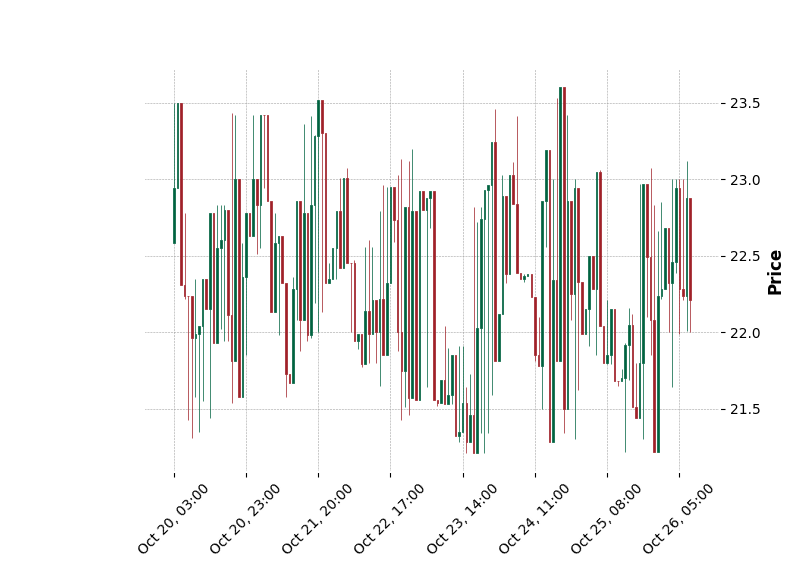 23.5
23.0
22.5
22.0
21.5
Price
Oct 20, 03:00
Oct 20, 23:00
Oct 21, 20:00
Oct 22, 17:00
Oct 23, 14:00
Oct 24, 11:00
Oct 25, 08:00
Oct 26, 05:00